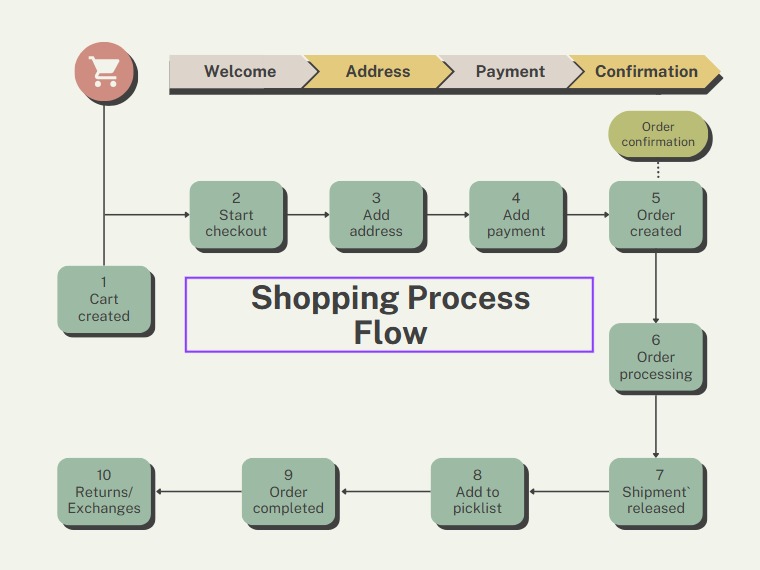 Welcome
Address
Payment
Confirmation
Order
confirmation
2
Start
checkout
3
Add
address
4
Add
payment
5
Order
created
1
Cart
created
Shopping Process
Flow
6
Order
processing
10
Returns/
Exchanges
9
Order
completed
8
Add to
picklist
7
Shipment`
released